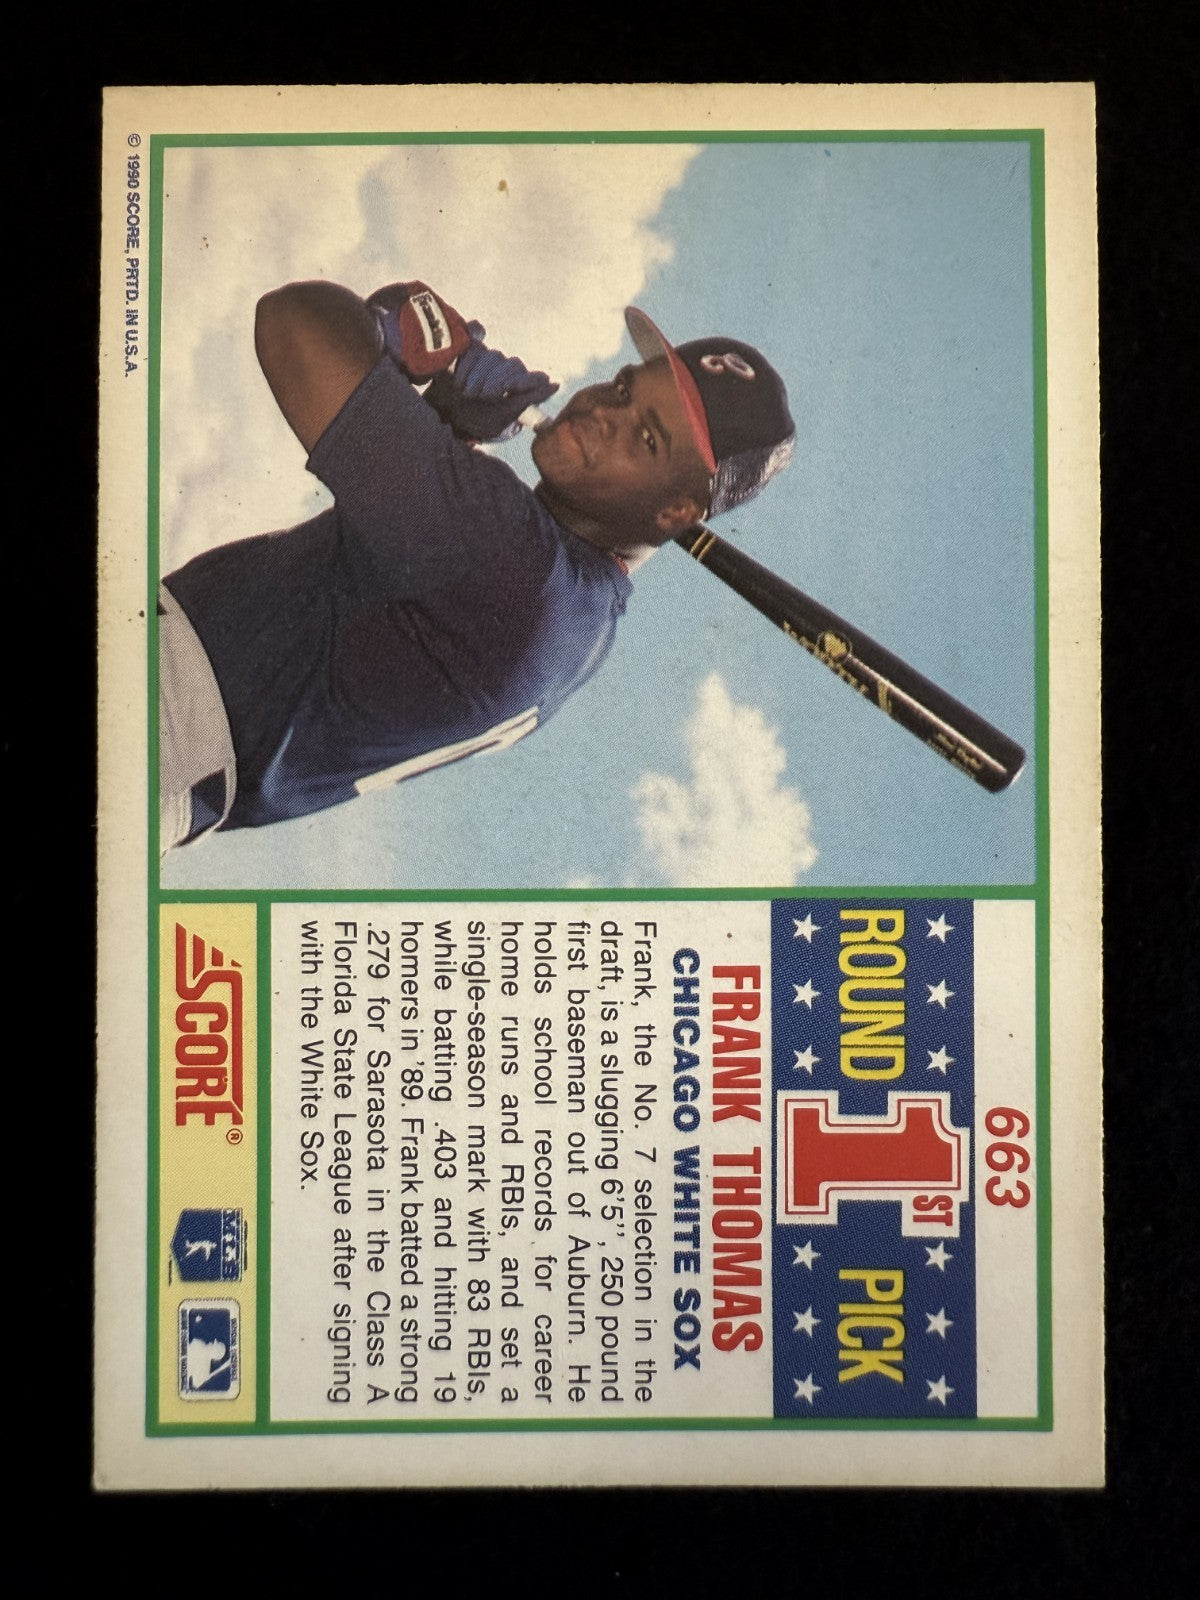 663
ROUND 1ST PICK
FRANK THOMAS
CHICAGO WHITE SOX
Frank, the No. 7 selection in the
draft, is a slugging 6'5", 250 pound
first baseman out of Auburn. He
holds school records for career
home runs and RBIs, and set a
single-season mark with 83 RBIs,
while batting .403 and hitting 19
homers in '89. Frank batted a strong
.279 for Sarasota in the Class A
Florida State League after signing
with the White Sox.
SCORE®
© 1990 SCORE, PRTD. IN U.S.A.